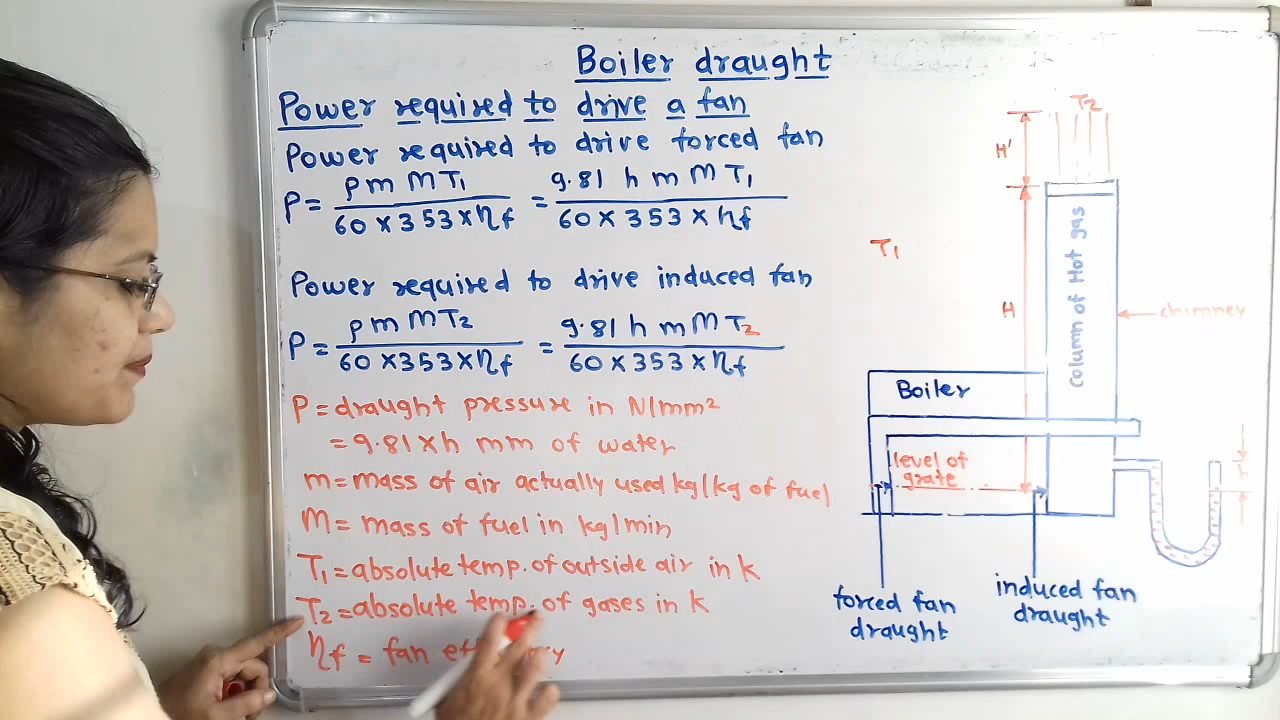 Boiler draught
Power required to drive a fan
Power required to drive forced fan
P = pmMT₁ / 60×353×ηf = 9.81 h m M T₁ / 60×353×ηf
Power required to drive induced fan
P = pmMT₂ / 60×353×ηf = 9.81 h m M T₂ / 60×353×ηf
P = draught pressure in N/mm²
= 9.81×h mm of water
m = mass of air actually used kg/kg of fuel
M = mass of fuel in kg/min
T₁ = absolute temp. of outside air in k
T₂ = absolute temp. of gases in k
ηf = fan
T₂
H'
T₁
H
column of Hot gas
chimney
Boiler
level of
grate
h
forced fan
draught
induced fan
draught